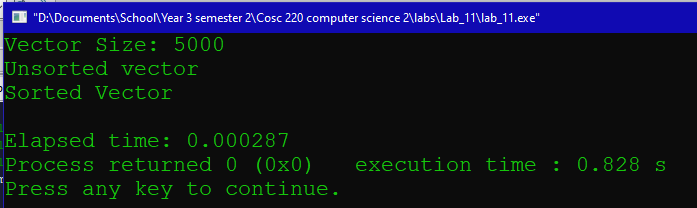 "D:\Documents\School\Year 3 semester 2\Cosc 220 computer science 2\labs\Lab_11\lab_11.exe"
Vector Size: 5000
Unsorted vector
Sorted Vector
Elapsed time: 0.000287
Process returned 0 (0x0)   execution time : 0.828 s
Press any key to continue.